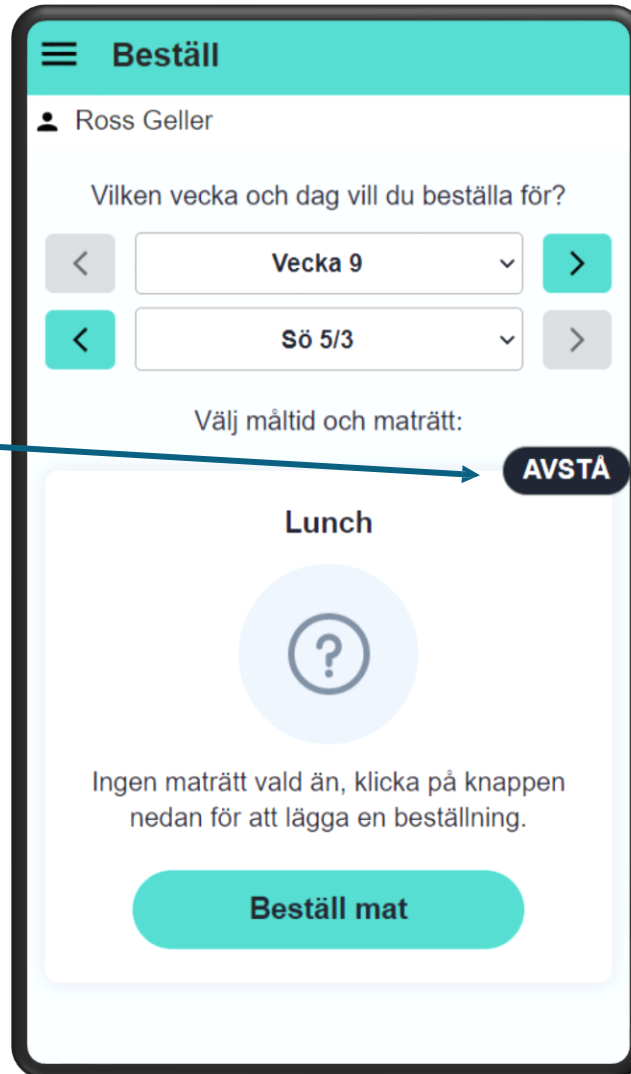 Beställ
Ross Geller
Vilken vecka och dag vill du beställa för?
Vecka 9
Sö 5/3
Välj måltid och maträtt:
AVSTÅ
Lunch
?
Ingen maträtt vald än, klicka på knappen
nedan för att lägga en beställning.
Beställ mat